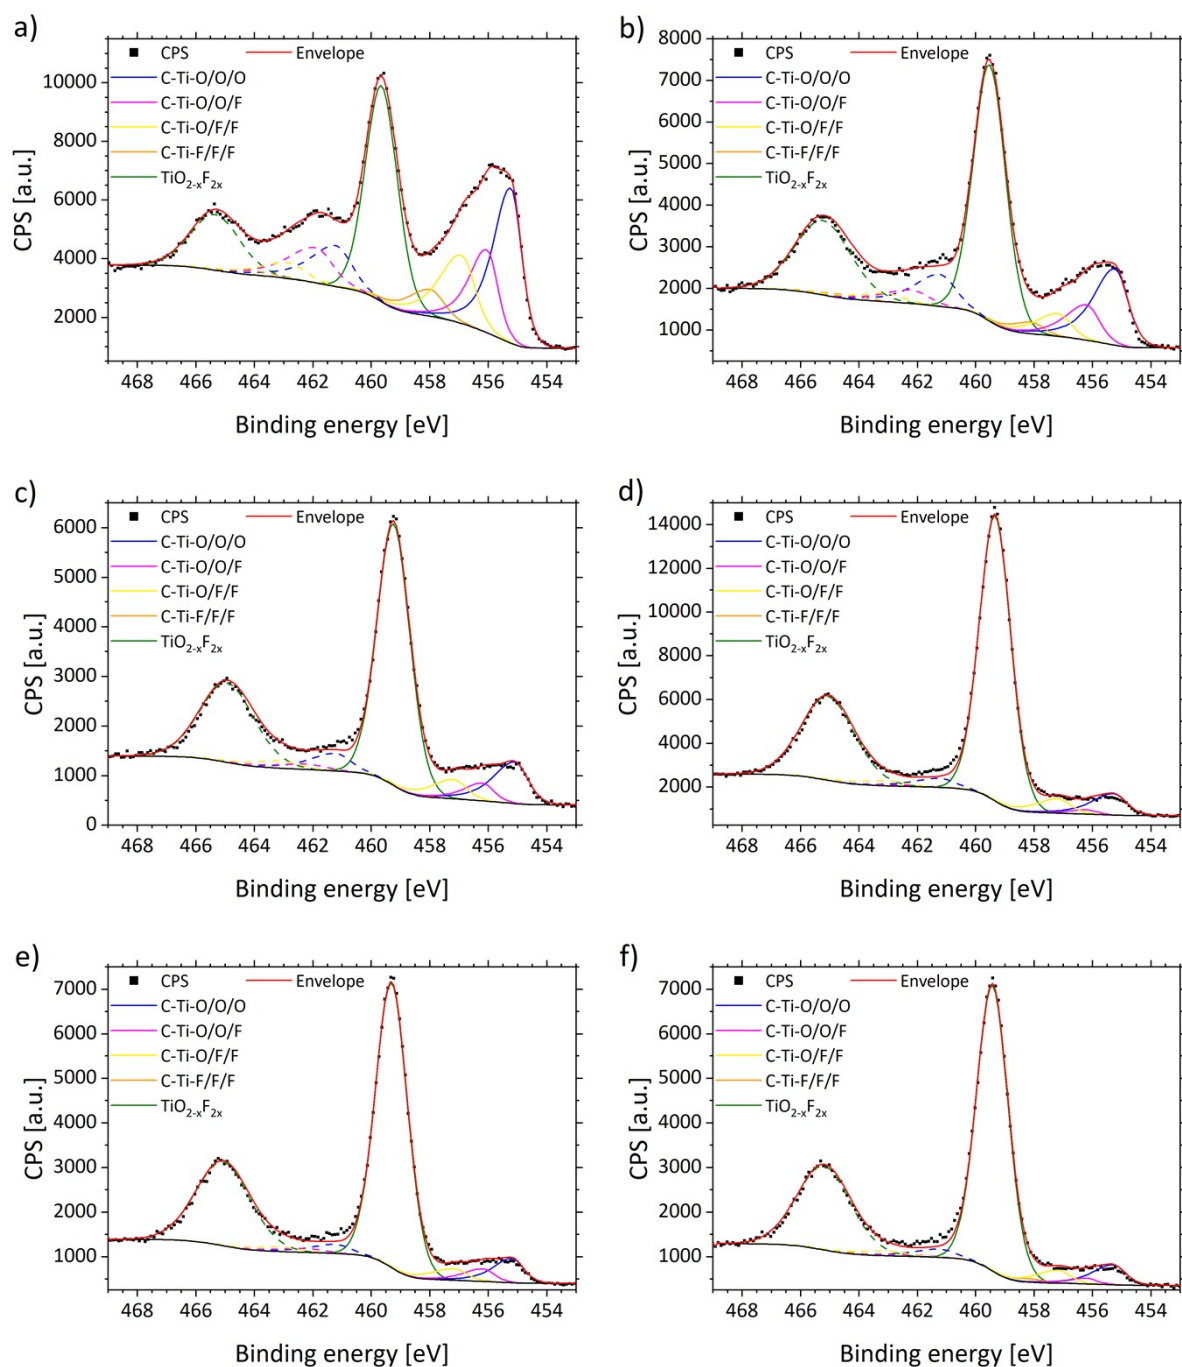 a)
CPS Envelope
C-Ti-O/O/O
C-Ti-O/O/F
C-Ti-O/F/F
C-Ti-F/F/F
TiO2-xF2x
10000
8000
6000
4000
2000
CPS [a.u.]
468 466 464 462 460 458 456 454
Binding energy [eV]
b)
CPS Envelope
C-Ti-O/O/O
C-Ti-O/O/F
C-Ti-O/F/F
C-Ti-F/F/F
TiO2-xF2x
8000
7000
6000
5000
4000
3000
2000
1000
CPS [a.u.]
468 466 464 462 460 458 456 454
Binding energy [eV]
c)
CPS Envelope
C-Ti-O/O/O
C-Ti-O/O/F
C-Ti-O/F/F
C-Ti-F/F/F
TiO2-xF2x
6000
5000
4000
3000
2000
1000
0
CPS [a.u.]
468 466 464 462 460 458 456 454
Binding energy [eV]
d)
CPS Envelope
C-Ti-O/O/O
C-Ti-O/O/F
C-Ti-O/F/F
C-Ti-F/F/F
TiO2-xF2x
14000
12000
10000
8000
6000
4000
2000
CPS [a.u.]
468 466 464 462 460 458 456 454
Binding energy [eV]
e)
CPS Envelope
C-Ti-O/O/O
C-Ti-O/O/F
C-Ti-O/F/F
C-Ti-F/F/F
TiO2-xF2x
7000
6000
5000
4000
3000
2000
1000
CPS [a.u.]
468 466 464 462 460 458 456 454
Binding energy [eV]
f)
CPS Envelope
C-Ti-O/O/O
C-Ti-O/O/F
C-Ti-O/F/F
C-Ti-F/F/F
TiO2-xF2x
7000
6000
5000
4000
3000
2000
1000
CPS [a.u.]
468 466 464 462 460 458 456 454
Binding energy [eV]